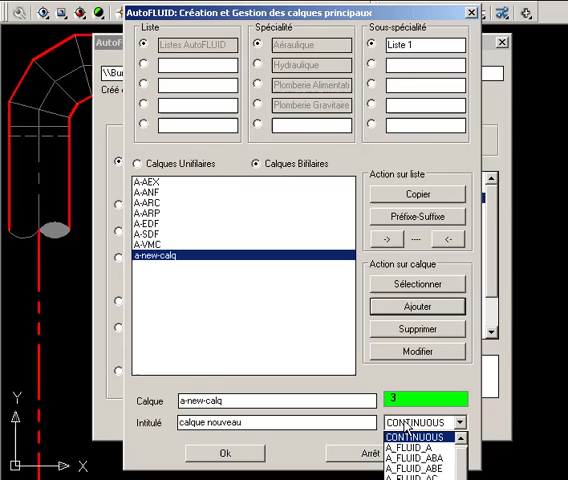 AutoFLUID: Création et Gestion des calques principaux
Liste
Spécialité
Sous-spécialité
Listes AutoFLUID
Aéraulique
Liste 1
Hydraulique
Plomberie Alimentati
Plomberie Gravitaire
Créé
Calques Unifilaires
Calques Bifilaires
Action sur liste
A-AEX
A-ANF
A-ARC
A-ARP
A-EDF
A-SDF
A-VMC
a-new-calq
Copier
Préfixe-Suffixe
->
----
<-
Action sur calque
Sélectionner
Ajouter
Supprimer
Modifier
Calque
a-new-calq
3
Intitulé
calque nouveau
CONTINUOUS
CONTINUOUS
A_FLUID_A
A_FLUID_ABA
A_FLUID_ABE
A_FLUID_AC
Ok
Arrêt
Y
X